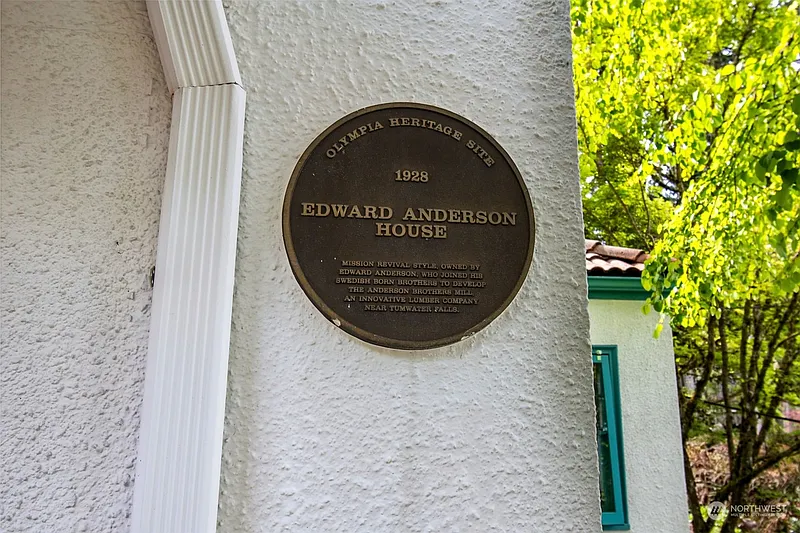 OLYMPIA HERITAGE SITE
1928
EDWARD ANDERSON
HOUSE
MISSION REVIVAL STYLE, OWNED BY
EDWARD ANDERSON, WHO JOINED HIS
SWEDISH BORN BROTHERS TO DEVELOP
THE ANDERSON BROTHERS MILL,
AN INNOVATIVE LUMBER COMPANY
NEAR TUMWATER FALLS.
NORTHWEST